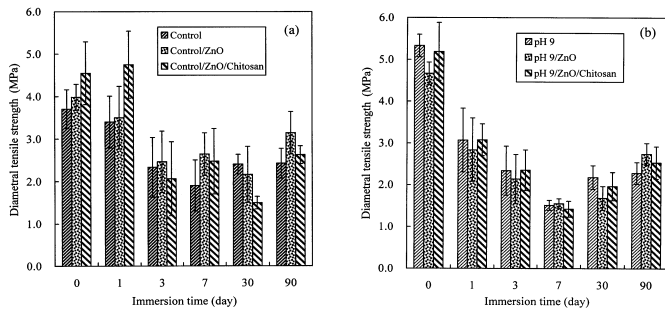 (a)
Control
Control/ZnO
Control/ZnO/Chitosan
Diametral tensile strength (MPa)
6.0
5.0
4.0
3.0
2.0
1.0
0.0
0 1 3 7 30 90
Immersion time (day)
(b)
pH 9
pH 9/ZnO
pH 9/ZnO/Chitosan
Diametral tensile strength (MPa)
6.0
5.0
4.0
3.0
2.0
1.0
0.0
0 1 3 7 30 90
Immersion time (day)